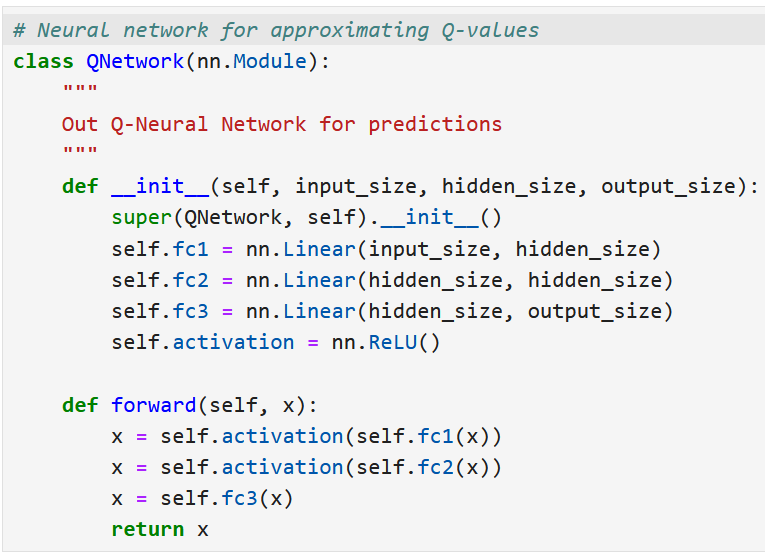 # Neural network for approximating Q-values
class QNetwork(nn.Module):
    """
    Out Q-Neural Network for predictions
    """
    def __init__(self, input_size, hidden_size, output_size):
        super(QNetwork, self).__init__()
        self.fc1 = nn.Linear(input_size, hidden_size)
        self.fc2 = nn.Linear(hidden_size, hidden_size)
        self.fc3 = nn.Linear(hidden_size, output_size)
        self.activation = nn.ReLU()

    def forward(self, x):
        x = self.activation(self.fc1(x))
        x = self.activation(self.fc2(x))
        x = self.fc3(x)
        return x